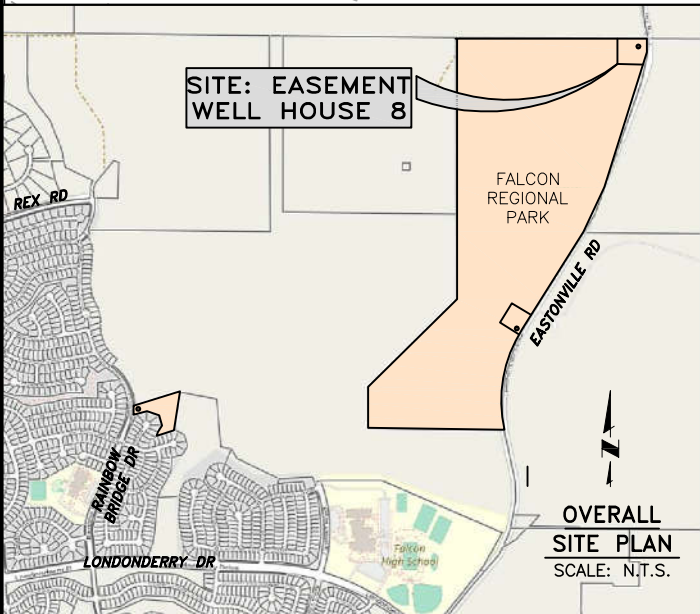 SITE: EASEMENT
WELL HOUSE 8
FALCON
REGIONAL
PARK
REX RD
EASTONVILLE RD
RAINBOW
BRIDGE DR
N
LONDONDERRY DR
Falcon
High School
OVERALL
SITE PLAN
SCALE: N.T.S.